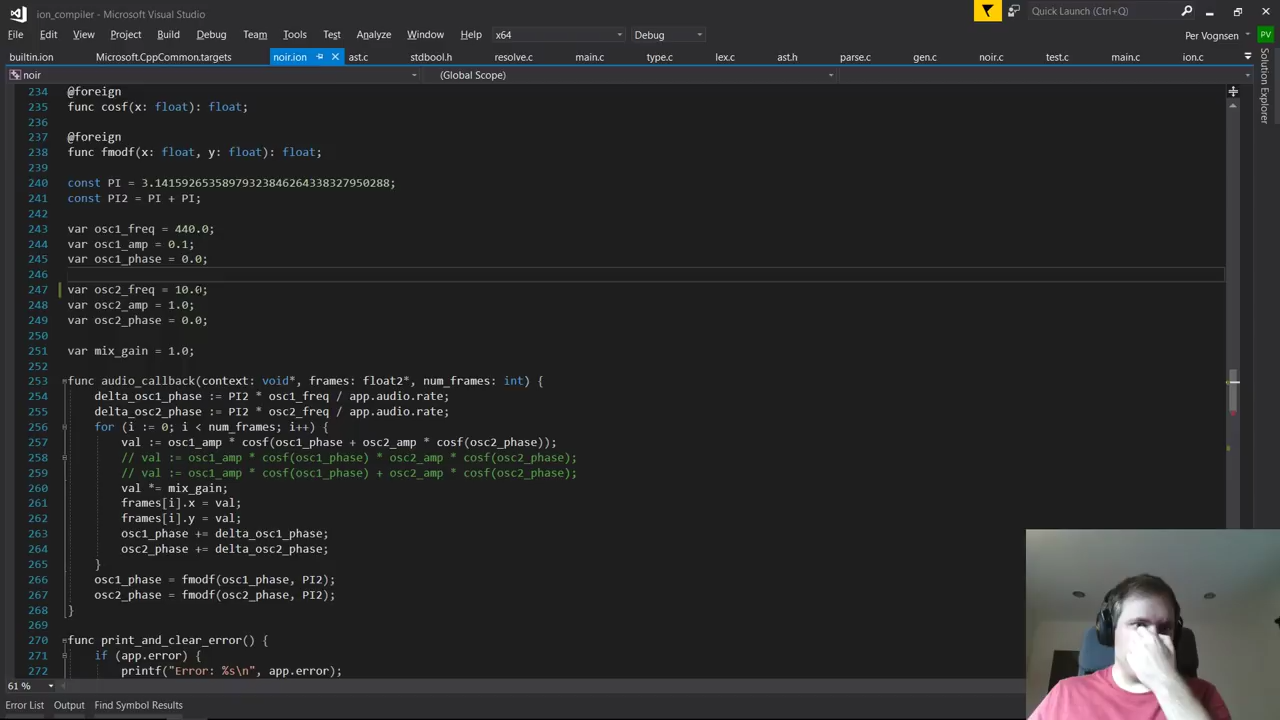 ion_compiler - Microsoft Visual Studio
Quick Launch (Ctrl+Q)
File Edit View Project Build Debug Team Tools Test Analyze Window Help x64 Debug Per Vognsen PV
builtin.ion Microsoft.CppCommon.targets noir.ion ast.c stdbool.h resolve.c main.c type.c lex.c ast.h parse.c gen.c noir.c test.c main.c ion.c
noir (Global Scope)
Solution Explorer
234 @foreign
235 func cosf(x: float): float;
236
237 @foreign
238 func fmodf(x: float, y: float): float;
239
240 const PI = 3.14159265358979323846264338327950288;
241 const PI2 = PI + PI;
242
243 var osc1_freq = 440.0;
244 var osc1_amp = 0.1;
245 var osc1_phase = 0.0;
246
247 var osc2_freq = 10.0;
248 var osc2_amp = 1.0;
249 var osc2_phase = 0.0;
250
251 var mix_gain = 1.0;
252
253 func audio_callback(context: void*, frames: float2*, num_frames: int) {
254 delta_osc1_phase := PI2 * osc1_freq / app.audio.rate;
255 delta_osc2_phase := PI2 * osc2_freq / app.audio.rate;
256 for (i := 0; i < num_frames; i++) {
257 val := osc1_amp * cosf(osc1_phase + osc2_amp * cosf(osc2_phase));
258 // val := osc1_amp * cosf(osc1_phase) * osc2_amp * cosf(osc2_phase);
259 // val := osc1_amp * cosf(osc1_phase) + osc2_amp * cosf(osc2_phase);
260 val *= mix_gain;
261 frames[i].x = val;
262 frames[i].y = val;
263 osc1_phase += delta_osc1_phase;
264 osc2_phase += delta_osc2_phase;
265 }
266 osc1_phase = fmodf(osc1_phase, PI2);
267 osc2_phase = fmodf(osc2_phase, PI2);
268 }
269
270 func print_and_clear_error() {
271 if (app.error) {
272 printf("Error: %s\n", app.error);
61 %
Error List Output Find Symbol Results